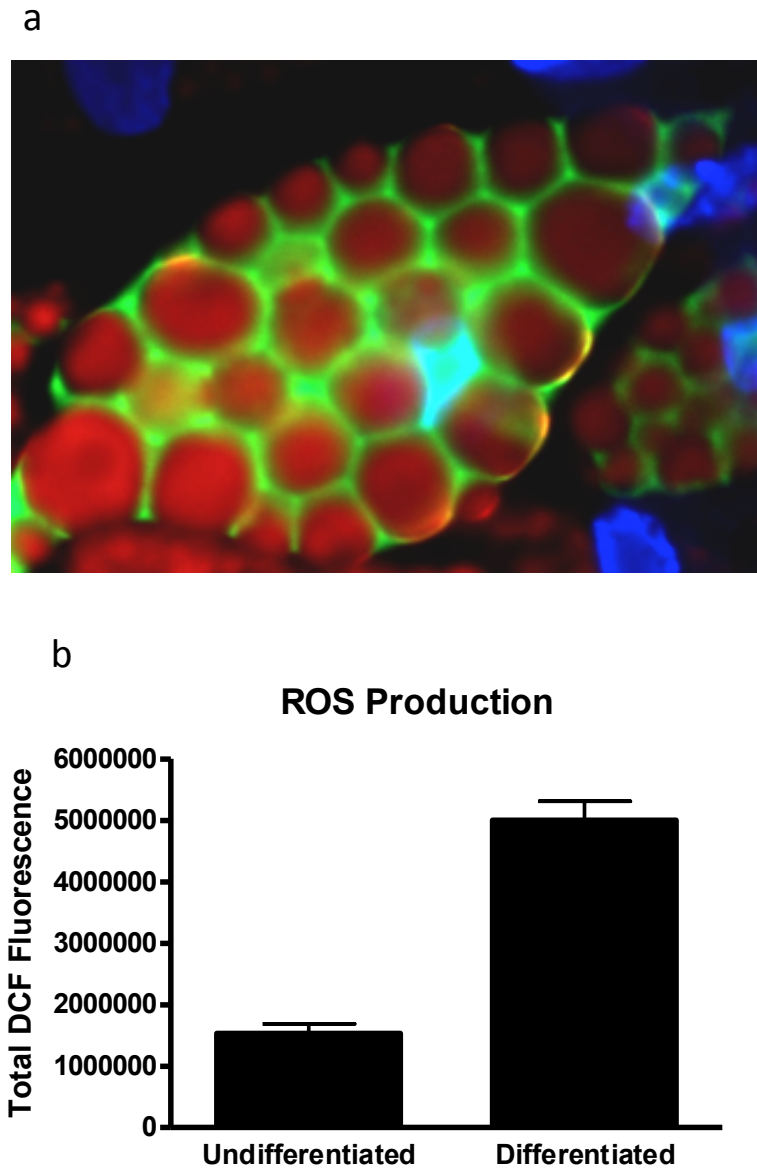 a
b
ROS Production
Total DCF Fluorescence
6000000
5000000
4000000
3000000
2000000
1000000
0
Undifferentiated
Differentiated